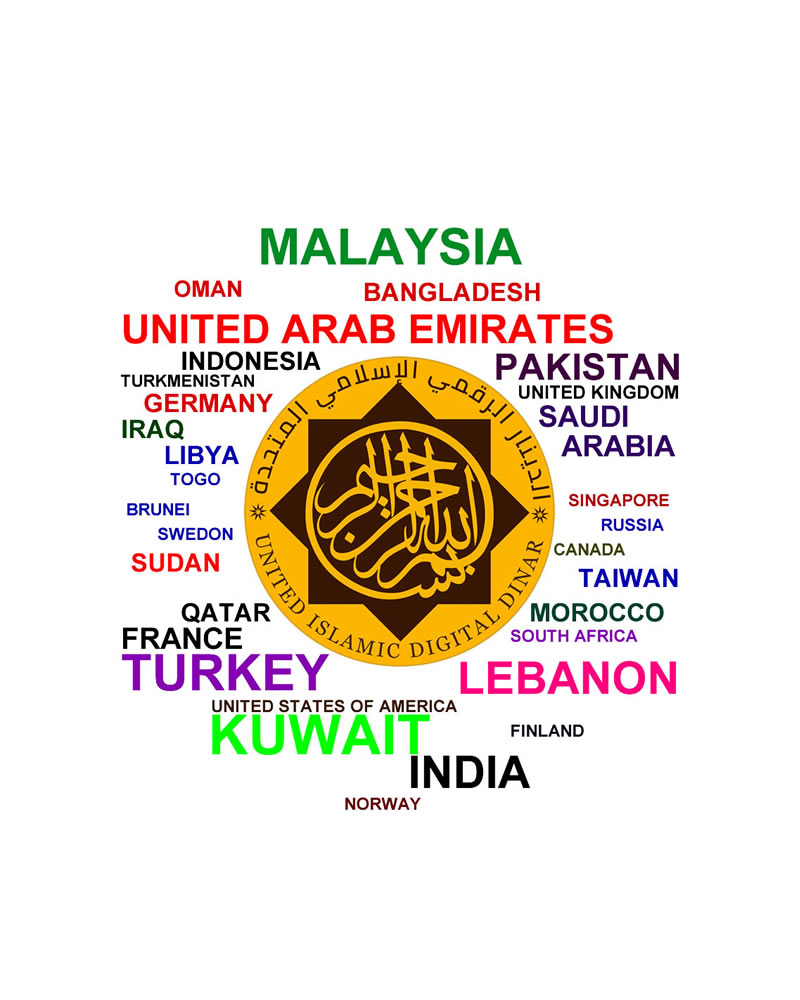 MALAYSIA
OMAN
BANGLADESH
UNITED ARAB EMIRATES
INDONESIA
PAKISTAN
TURKMENISTAN
UNITED KINGDOM
GERMANY
SAUDI
ARABIA
IRAQ
LIBYA
TOGO
BRUNEI
SWEDON
SUDAN
الدينار الرقمي الإسلامي المتحدة
بسم الله الرحمن الرحيم
UNITED ISLAMIC DIGITAL DINAR
SINGAPORE
RUSSIA
CANADA
TAIWAN
QATAR
MOROCCO
FRANCE
SOUTH AFRICA
TURKEY
LEBANON
UNITED STATES OF AMERICA
KUWAIT
FINLAND
INDIA
NORWAY